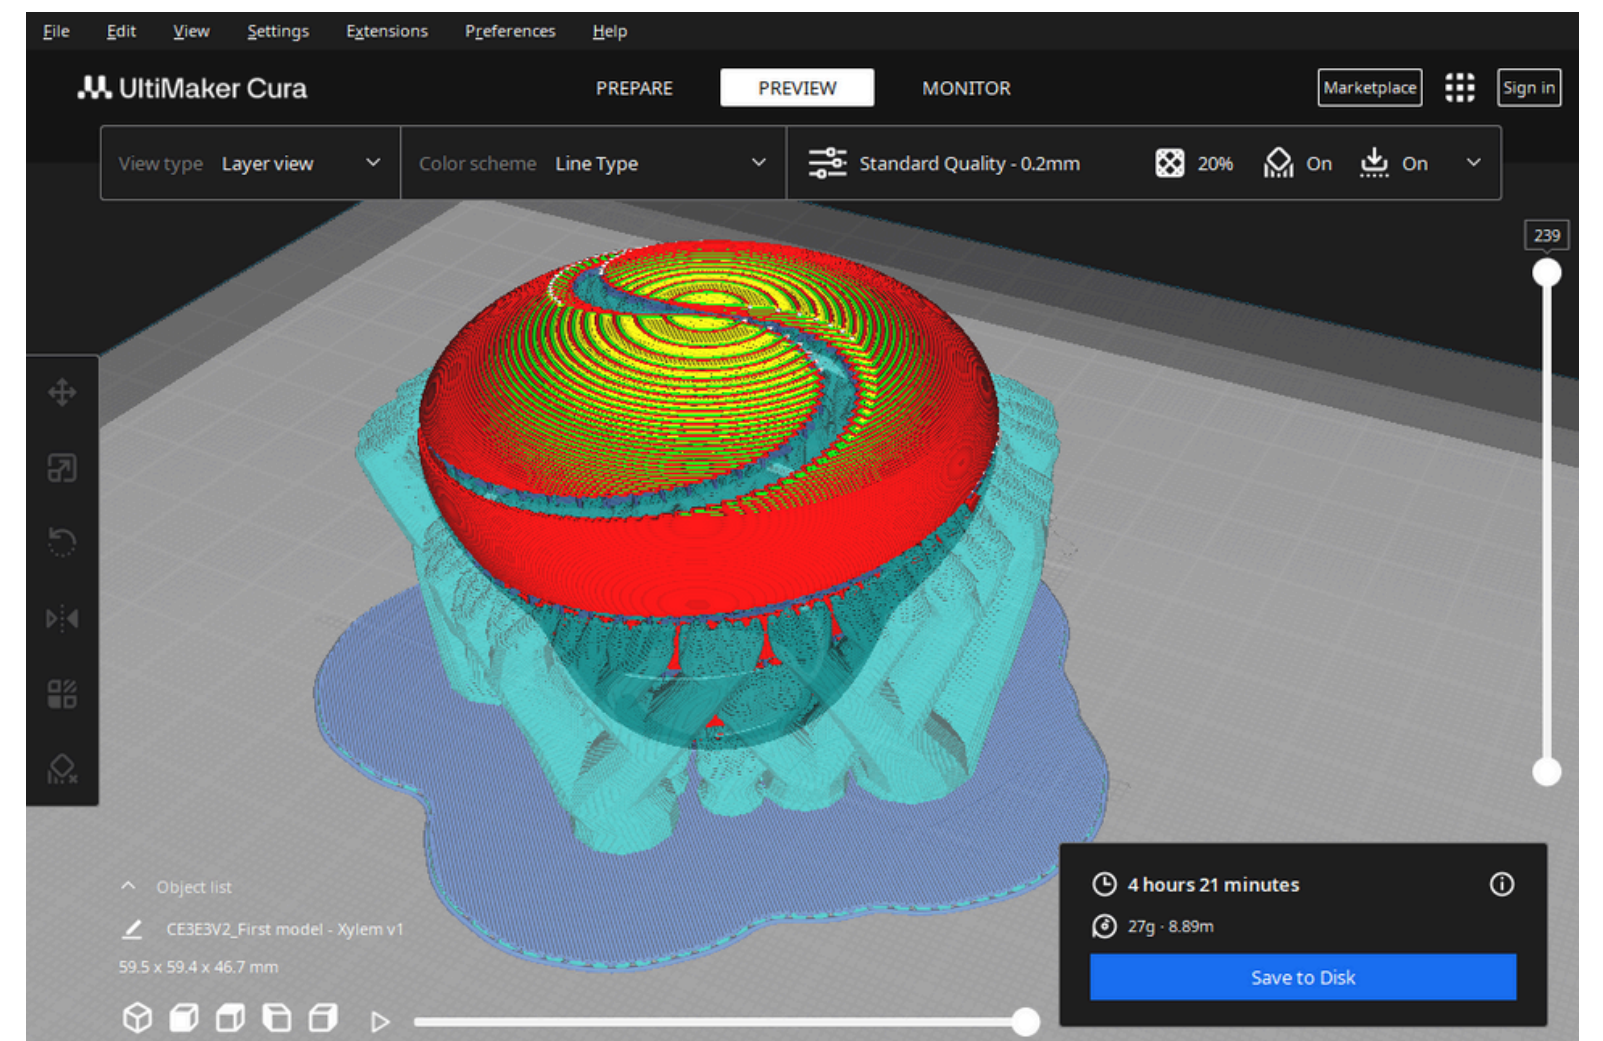 File Edit View Settings Extensions Preferences Help
UltiMaker Cura PREPARE PREVIEW MONITOR Marketplace Sign in
View type Layer view Color scheme Line Type Standard Quality - 0.2mm 20% On On
239
4 hours 21 minutes
Object list
27g · 8.89m
CE3E3V2_First model - Xylem v1
59.5 x 59.4 x 46.7 mm
Save to Disk